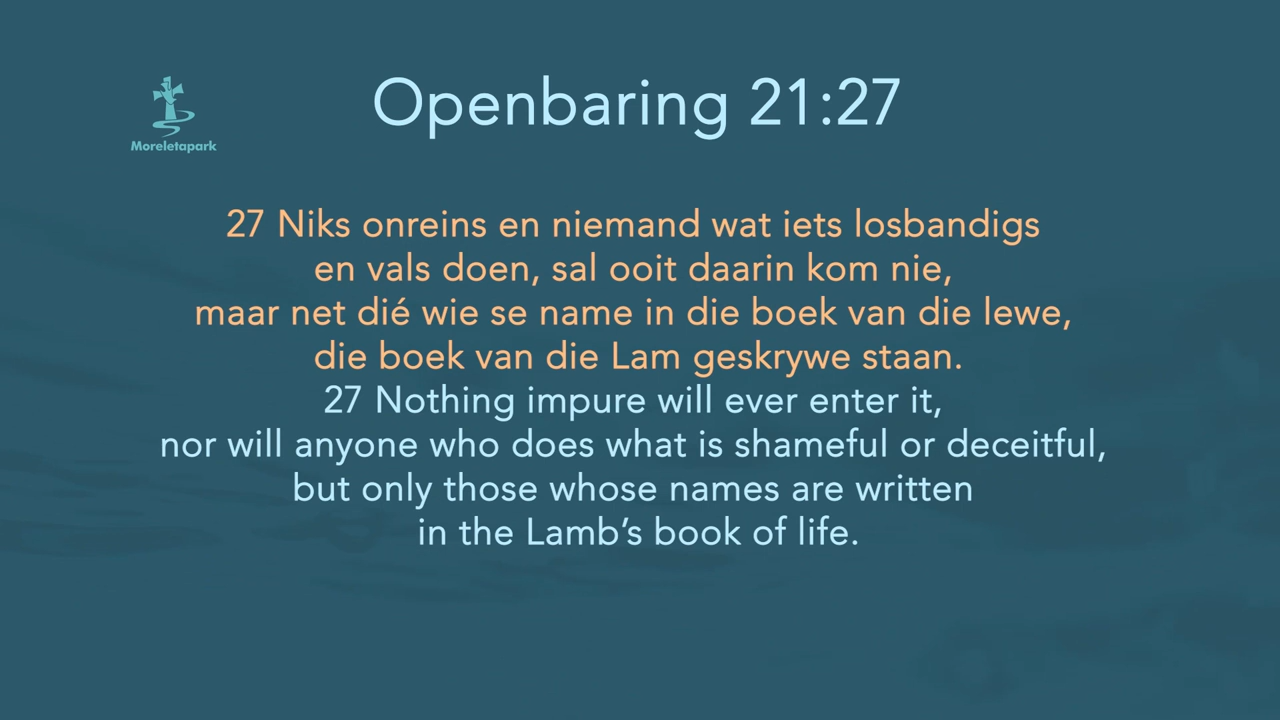 Moreletapark
Openbaring 21:27
27 Niks onreins en niemand wat iets losbandigs
en vals doen, sal ooit daarin kom nie,
maar net dié wie se name in die boek van die lewe,
die boek van die Lam geskrywe staan.
27 Nothing impure will ever enter it,
nor will anyone who does what is shameful or deceitful,
but only those whose names are written
in the Lamb’s book of life.